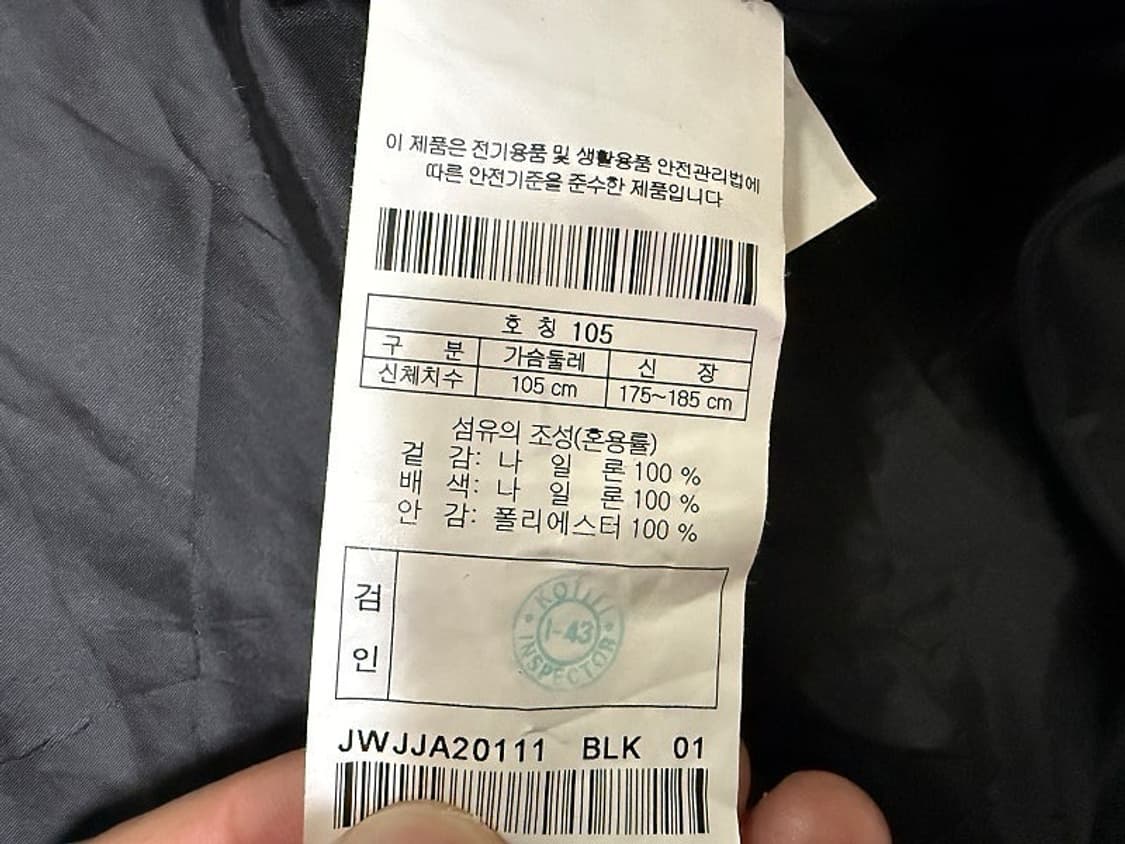 이 제품은 전기용품 및 생활용품 안전관리법에
따른 안전기준을 준수한 제품입니다
호 칭 105
구 분 가슴둘레 신 장
신체치수 105 cm 175~185 cm
섬유의 조성(혼용률)
겉 감: 나 일 론 100 %
배 색: 나 일 론 100 %
안 감: 폴리에스터 100 %
검
인
I-43
INSPECTOR
JWJJA20111 BLK 01